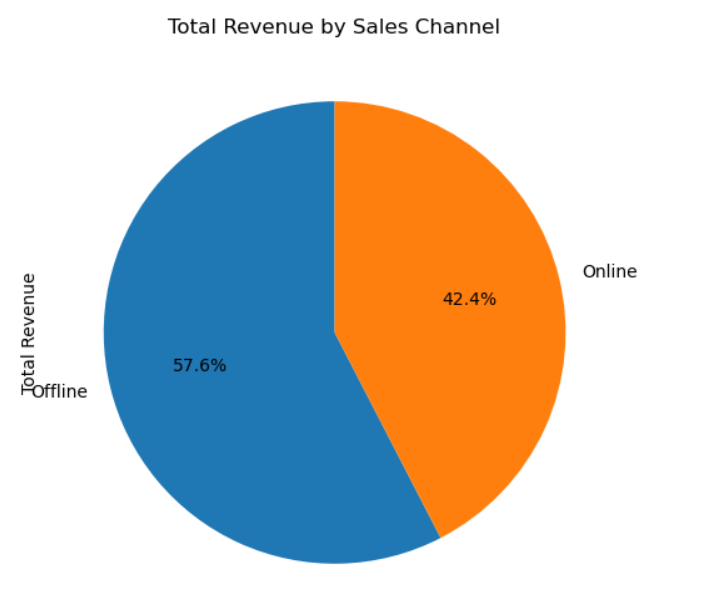 Total Revenue by Sales Channel
Online
42.4%
Total Revenue
57.6%
Offline